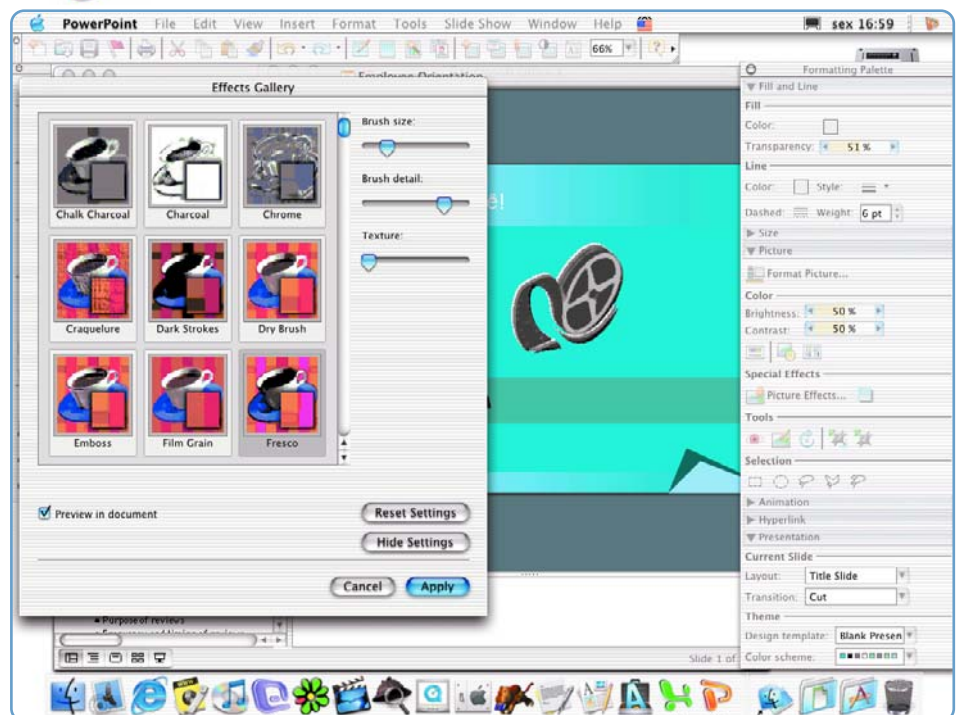 PowerPoint File Edit View Insert Format Tools Slide Show Window Help sex 16:59
66%
Employee Orientation
Effects Gallery
Chalk Charcoal Charcoal Chrome
Craquelure Dark Strokes Dry Brush
Emboss Film Grain Fresco
Brush size:
Brush detail:
Texture:
Preview in document
Reset Settings
Hide Settings
Cancel Apply
Purpose of reviews
Slide 1 of
Formatting Palette
Fill and Line
Fill
Color:
Transparency: 51 %
Line
Color: Style:
Dashed: Weight: 6 pt
Size
Picture
Format Picture...
Color
Brightness: 50 %
Contrast: 50 %
Special Effects
Picture Effects...
Tools
Selection
Animation
Hyperlink
Presentation
Current Slide
Layout: Title Slide
Transition: Cut
Theme
Design template: Blank Presen
Color scheme: